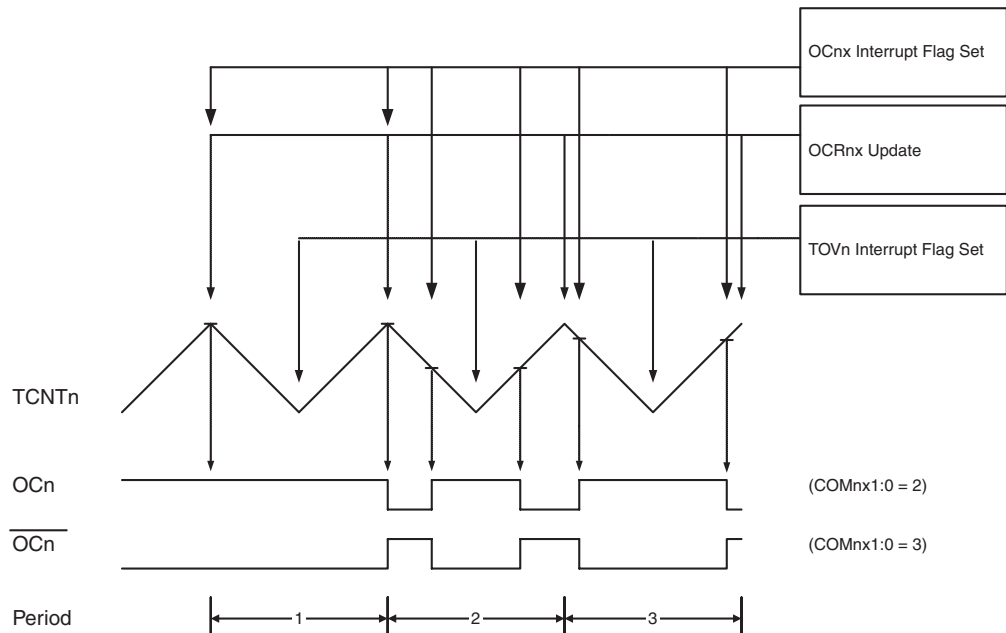 OCnx Interrupt Flag Set
OCRnx Update
TOVn Interrupt Flag Set
TCNTn
OCn
(COMnx1:0 = 2)
OCn
(COMnx1:0 = 3)
Period
1
2
3